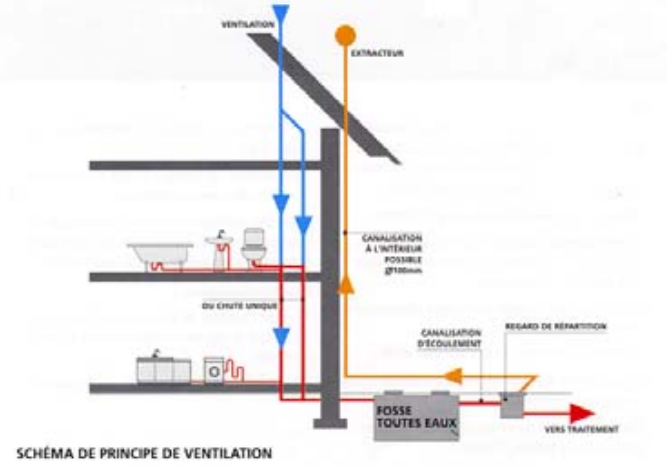 VENTILATION
EXTRACTEUR
CANALISATION
À L'INTÉRIEUR
POSSIBLE
Ø100mm
OU CHUTE UNIQUE
CANALISATION
D'ÉCOULEMENT
REGARD DE RÉPARTITION
FOSSE
TOUTES EAUX
VERS TRAITEMENT
SCHÉMA DE PRINCIPE DE VENTILATION